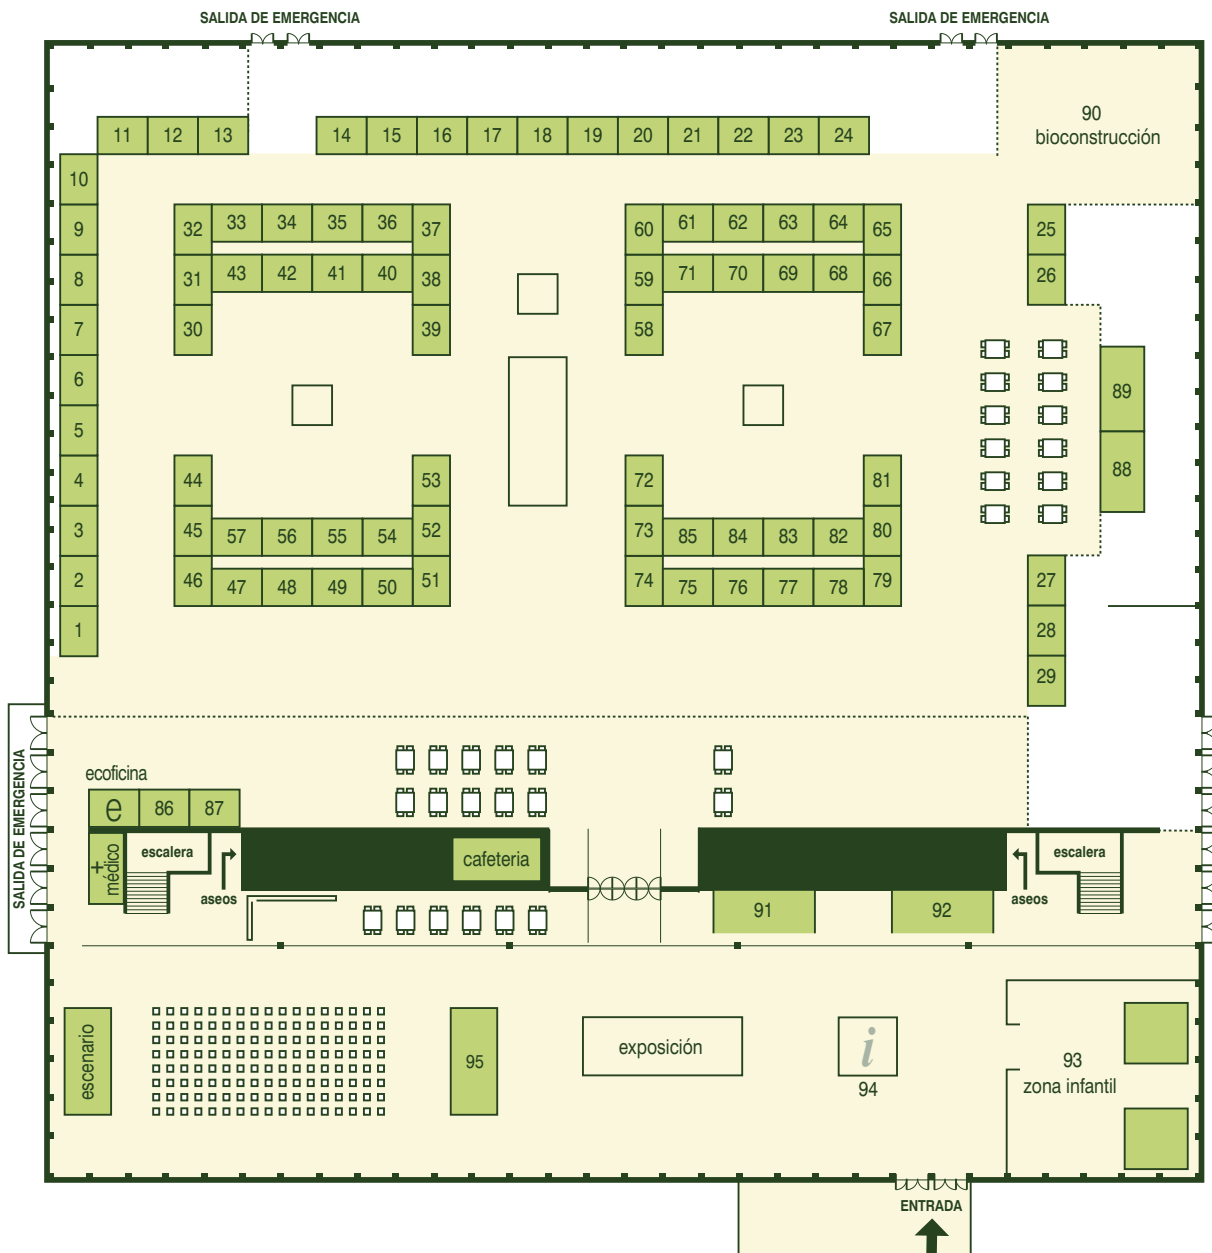 SALIDA DE EMERGENCIA
SALIDA DE EMERGENCIA
90
bioconstrucción
11 12 13 14 15 16 17 18 19 20 21 22 23 24
10
9 32 33 34 35 36 37 60 61 62 63 64 65 25
8 31 43 42 41 40 38 59 71 70 69 68 66 26
7 30 39 58 67
6
89
5
4 44 53 72 81 88
3 45 57 56 55 54 52 73 85 84 83 82 80
2 46 47 48 49 50 51 74 75 76 77 78 79 27
1 28
29
SALIDA DE EMERGENCIA
ecoficina
e 86 87
+ médico
escalera
aseos
cafeteria
escalera
aseos
91 92
escenario
95
exposición
i
94
93
zona infantil
ENTRADA